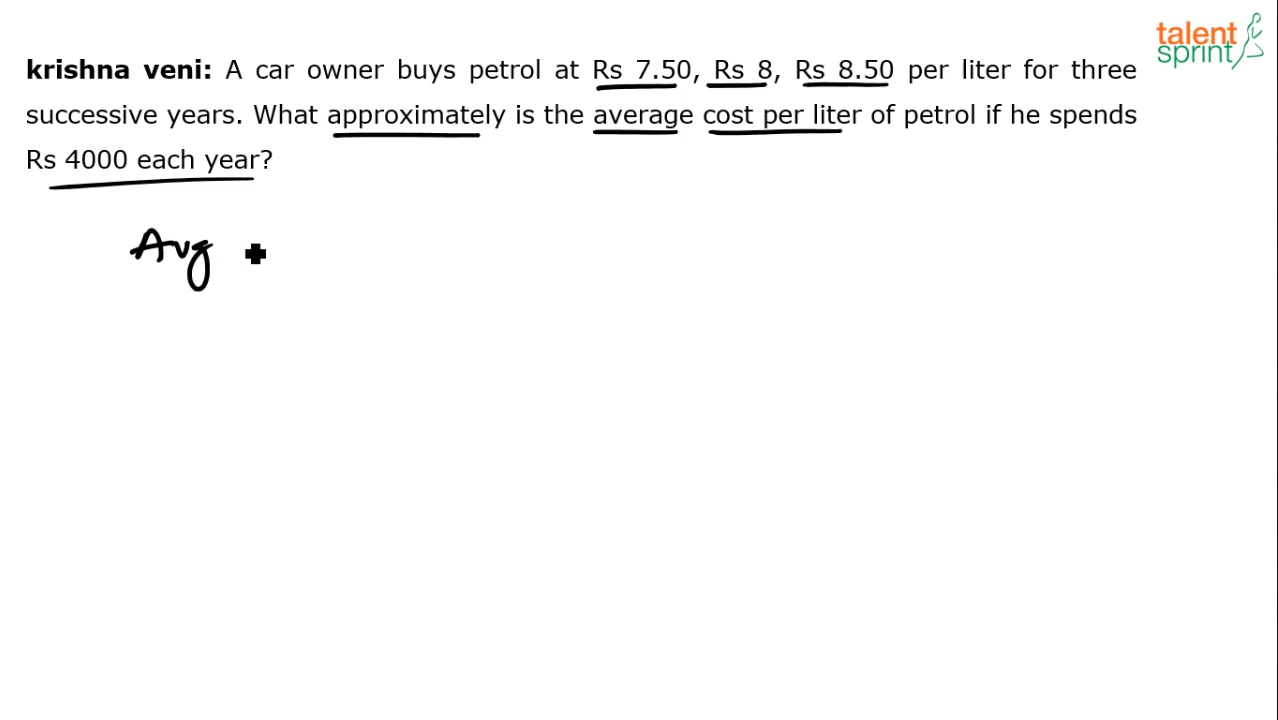 talent
sprint
krishna veni: A car owner buys petrol at Rs 7.50, Rs 8, Rs 8.50 per liter for three
successive years. What approximately is the average cost per liter of petrol if he spends
Rs 4000 each year?
Avg